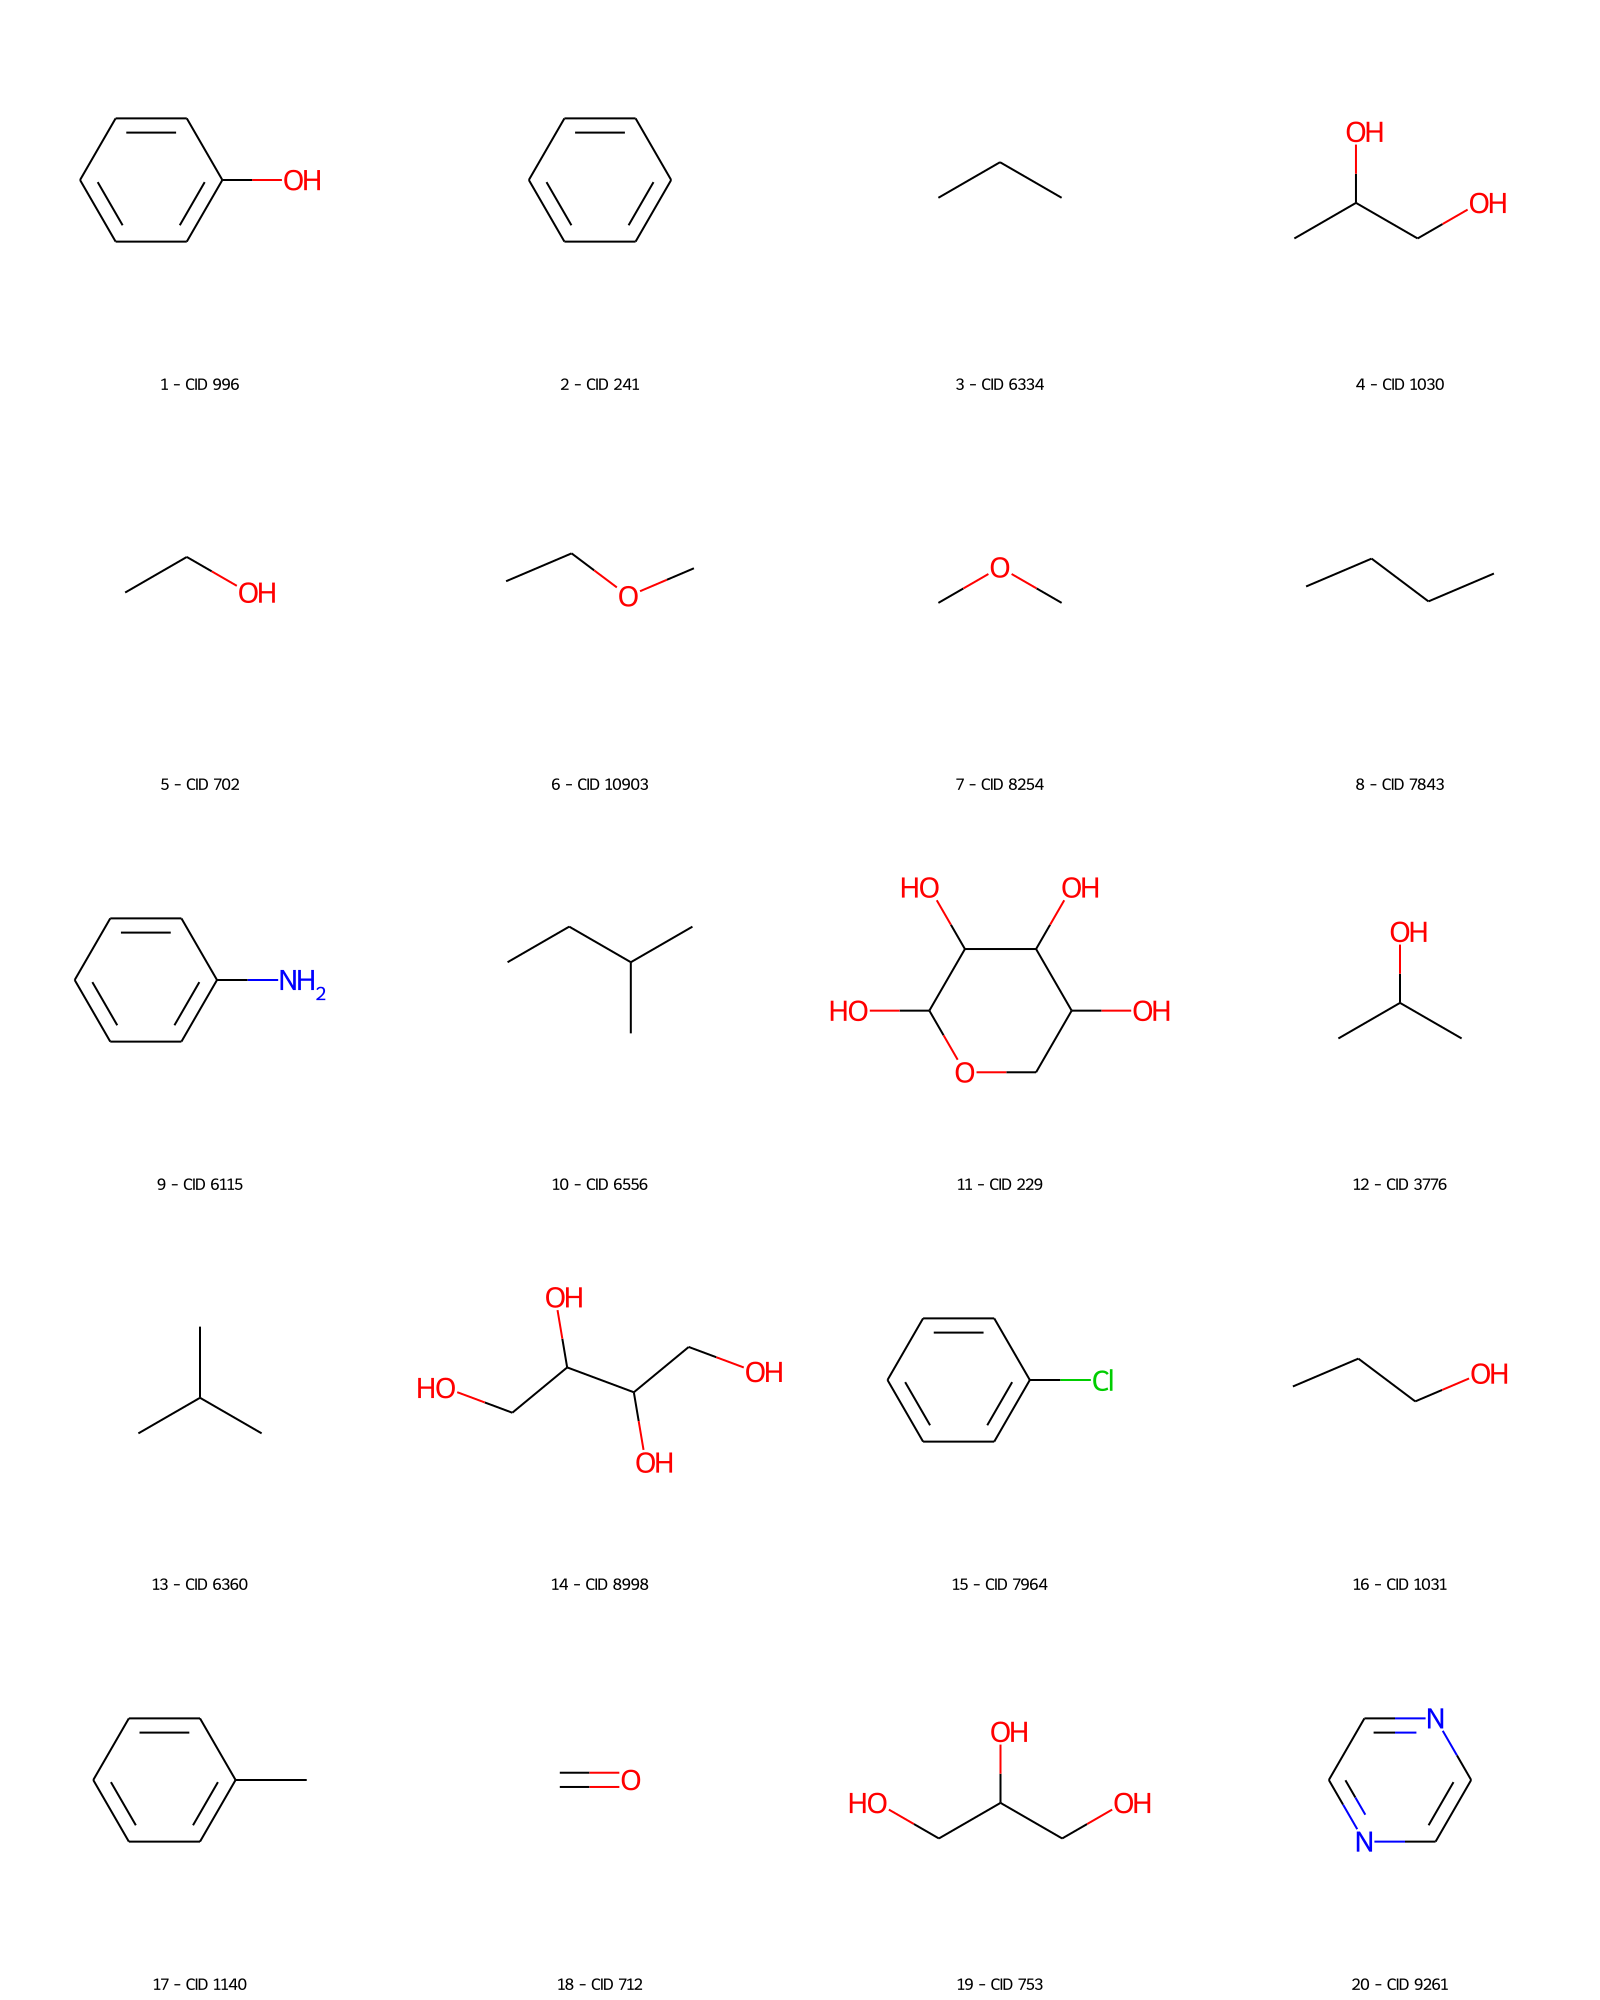 OH
OH
OH
1 - CID 996
2 - CID 241
3 - CID 6334
4 - CID 1030
OH
O
O
5 - CID 702
6 - CID 10903
7 - CID 8254
8 - CID 7843
HO
OH
OH
NH2
HO
OH
O
9 - CID 6115
10 - CID 6556
11 - CID 229
12 - CID 3776
OH
HO
OH
OH
Cl
OH
13 - CID 6360
14 - CID 8998
15 - CID 7964
16 - CID 1031
OH
N
O
HO
OH
N
17 - CID 1140
18 - CID 712
19 - CID 753
20 - CID 9261